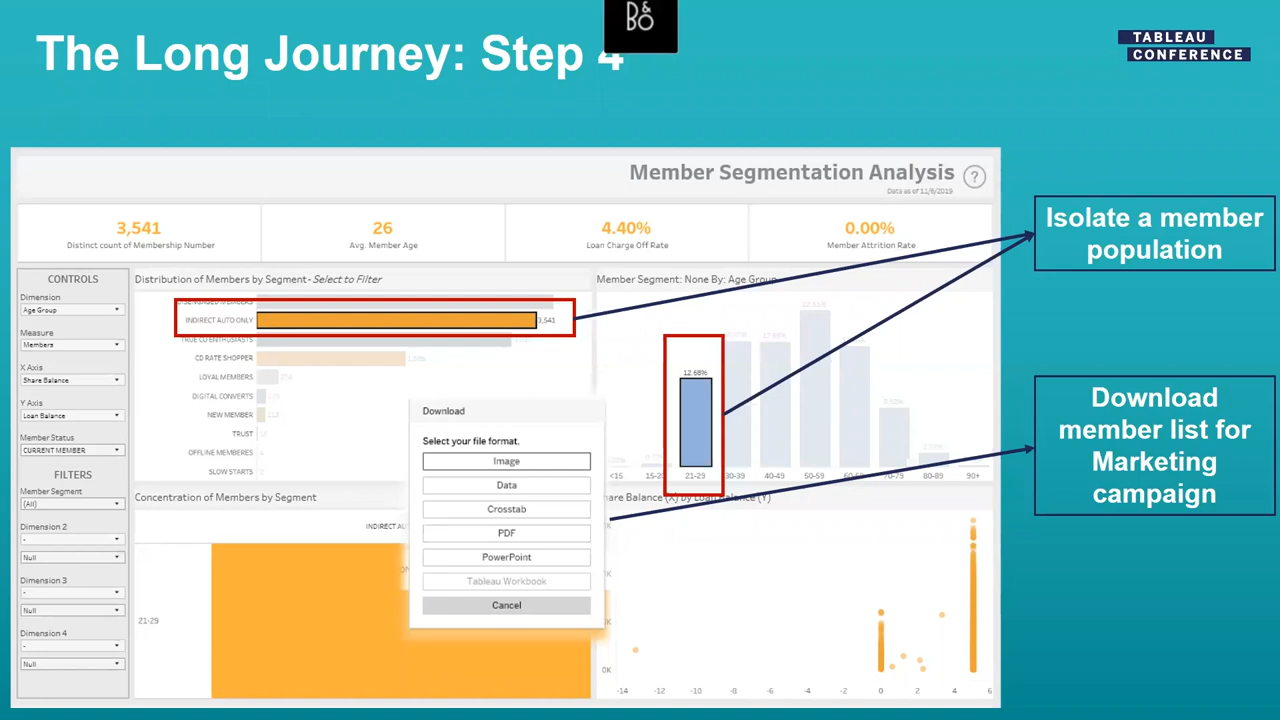 The Long Journey: Step 4
D&
BO
TABLEAU
CONFERENCE
Member Segmentation Analysis
?
Data as of 11/6/2019
3,541
Distinct count of Membership Number
26
Avg. Member Age
4.40%
Loan Charge Off Rate
0.00%
Member Attrition Rate
Isolate a member
population
CONTROLS
Dimension
Age Group
Measure
Members
X Axis
Share Balance
Y Axis
Loan Balance
Member Status
CURRENT MEMBER
FILTERS
Member Segment
(All)
Dimension 2
-
Null
Dimension 3
-
Null
Dimension 4
-
Null
Distribution of Members by Segment - Select to Filter
DISENGAGED MEMBERS
INDIRECT AUTO ONLY
3,541
TRUE CO ENTHUSIASTS
CD RATE SHOPPER
LOYAL MEMBERS
DIGITAL CONVERTS
NEW MEMBER
TRUST
OFFLINE MEMBERES
SLOW STARTS
Member Segment: None By: Age Group
12.68%
<15
21-29
30-39
40-49
50-59
70-79
80-89
90+
Download
Select your file format.
Image
Data
Crosstab
PDF
PowerPoint
Tableau Workbook
Cancel
Download
member list for
Marketing
campaign
Concentration of Members by Segment
INDIRECT
21-29
Balance (X) by Loan Balance (Y)
0K
-14
-12
-10
-8
-6
-4
-2
0
2
4
6